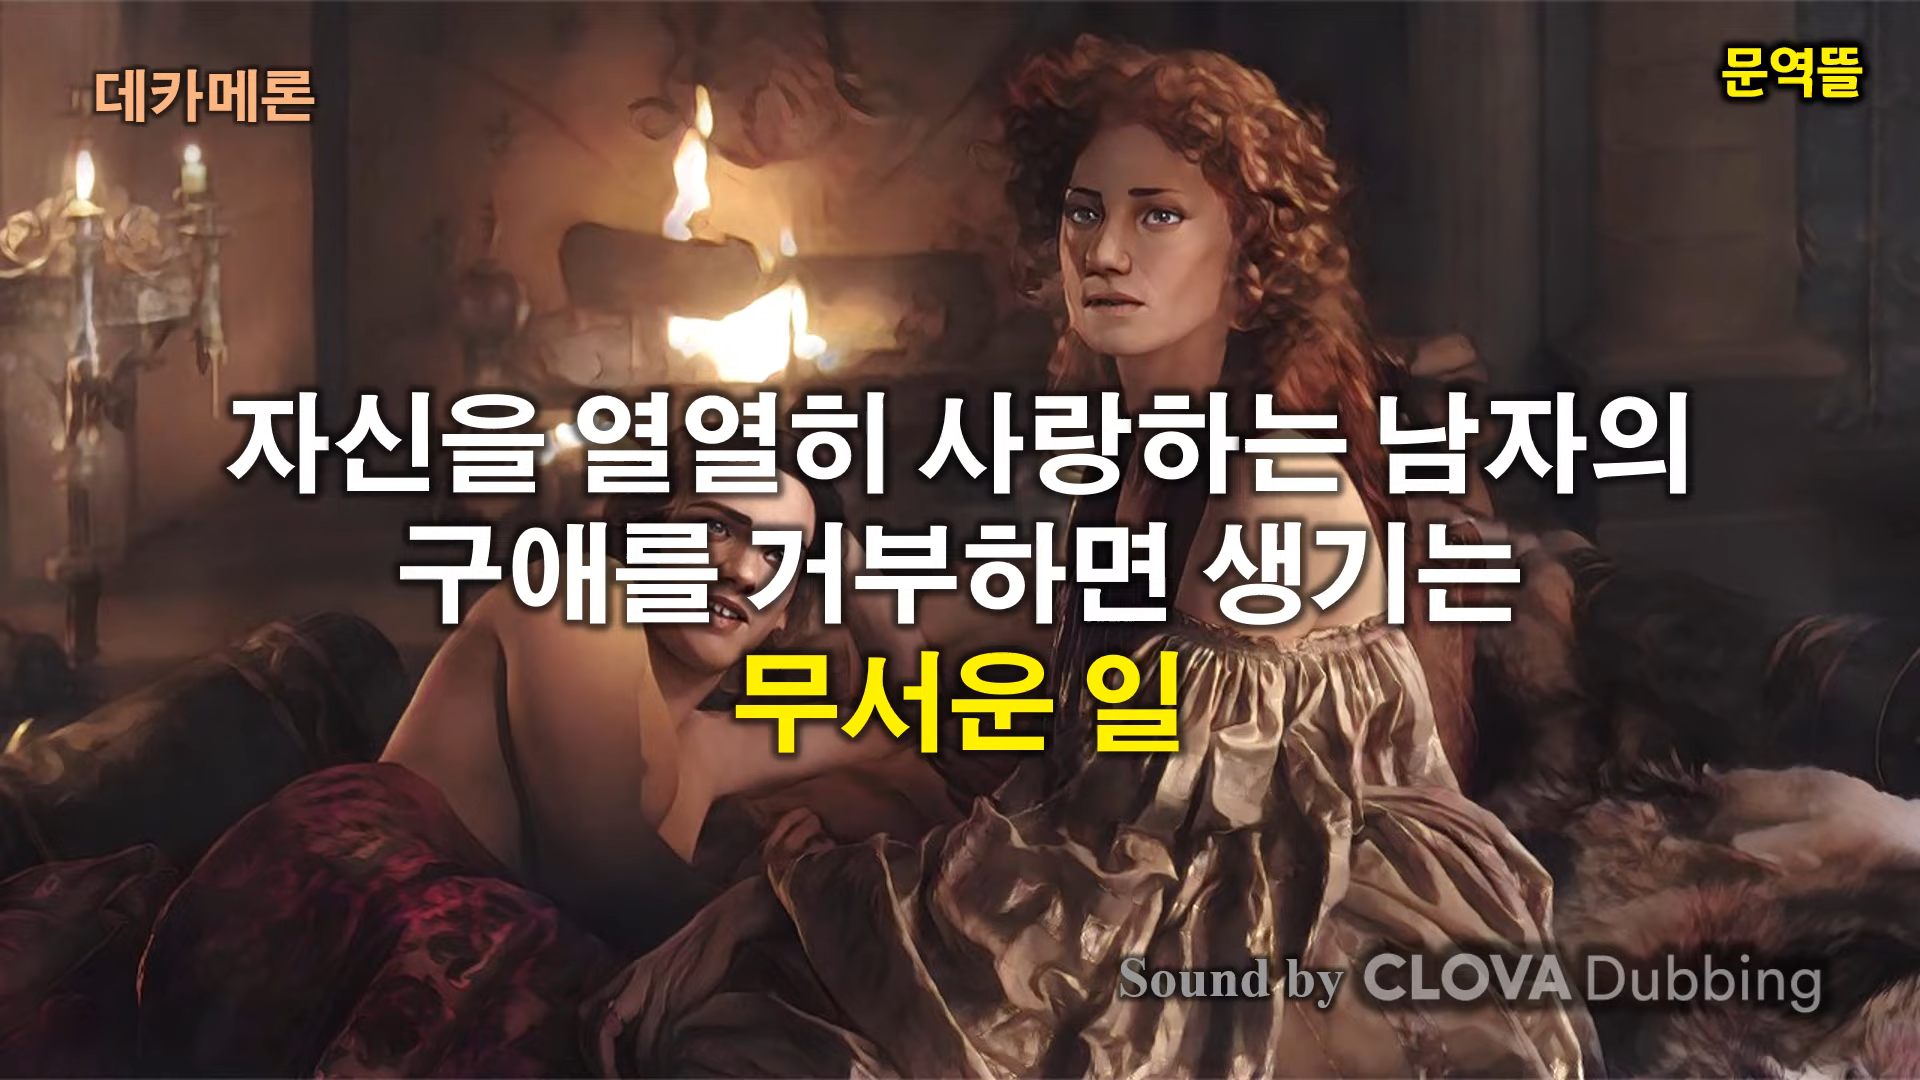 데카메론
문역뜰
자신을 열열히 사랑하는 남자의
구애를 거부하면 생기는
무서운 일
Sound by CLOVA Dubbing